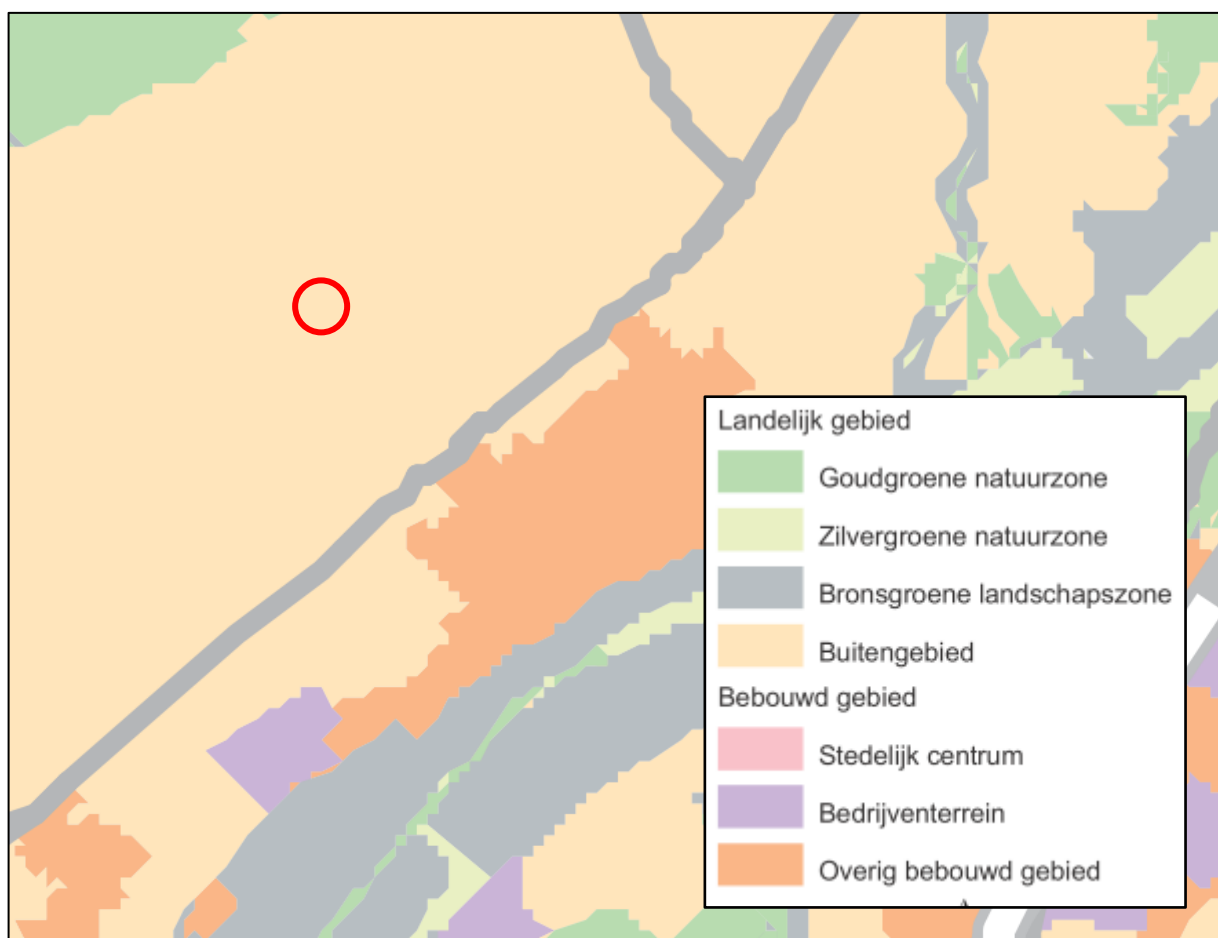 Landelijk gebied
Goudgroene natuurzone
Zilvergroene natuurzone
Bronsgroene landschapszone
Buitengebied
Bebouwd gebied
Stedelijk centrum
Bedrijventerrein
Overig bebouwd gebied